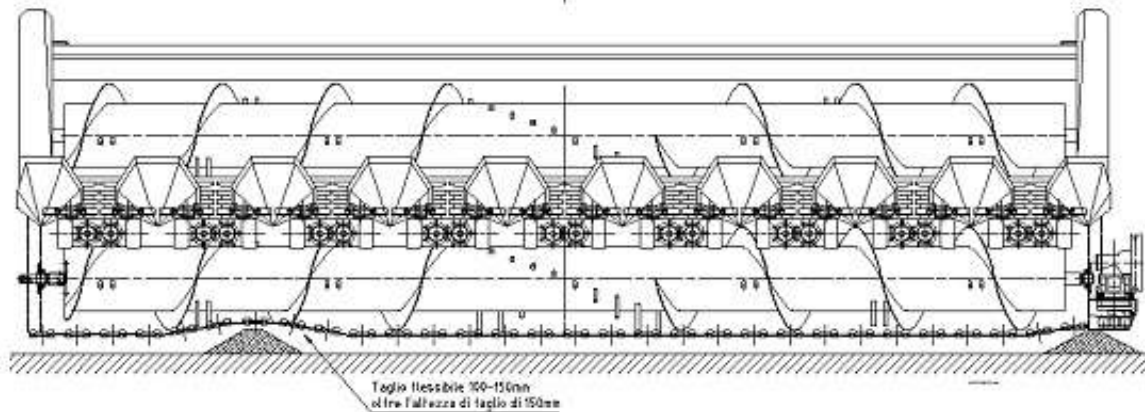 Taglio flessibile 100-150mm
oltre l'altezza di taglio di 150mm